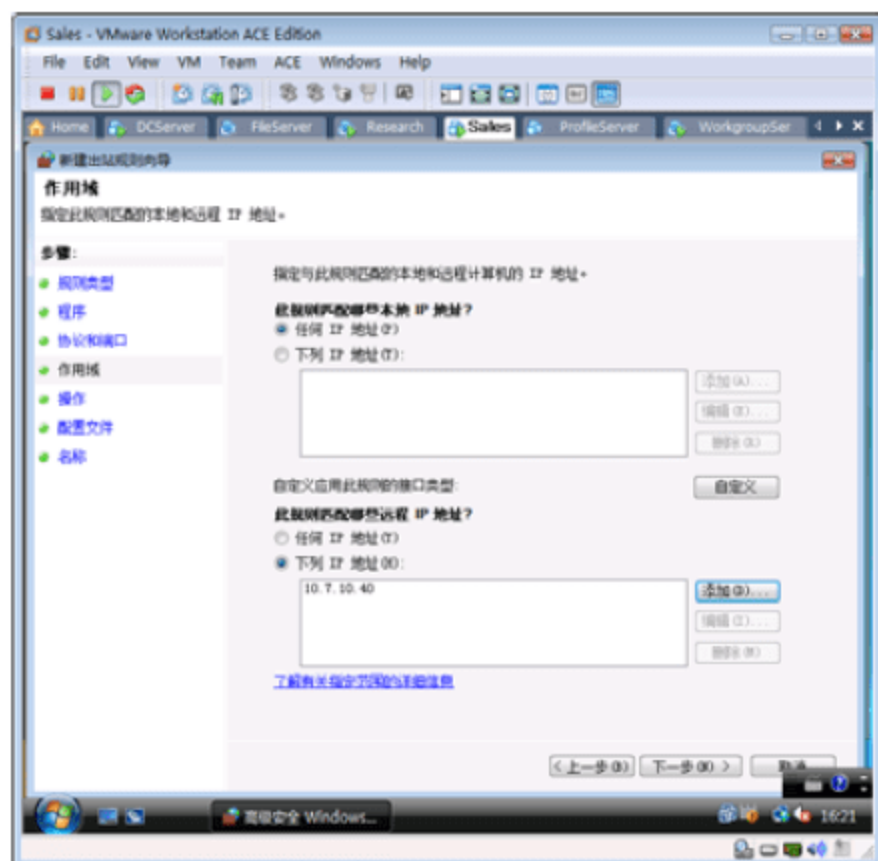 Sales - VMware Workstation ACE Edition
File Edit View VM Team ACE Windows Help
Home DCServer FileServer Research Sales ProfileServer WorkgroupSer
新建出站规则向导
作用域
指定此规则匹配的本地和远程 IP 地址。
步骤:
规则类型
程序
协议和端口
作用域
操作
配置文件
名称
指定与此规则匹配的本地和远程计算机的 IP 地址。
此规则匹配哪些本地 IP 地址?
任何 IP 地址(P)
下列 IP 地址(T):
添加(A)...
编辑(E)...
删除(R)
自定义应用此规则的接口类型:
自定义
此规则匹配哪些远程 IP 地址?
任何 IP 地址(Y)
下列 IP 地址(H):
10.7.10.40
添加(D)...
编辑(I)...
删除(M)
了解有关指定范围的详细信息
< 上一步(B)
下一步(N) >
取消
高级安全 Windows...
16:21